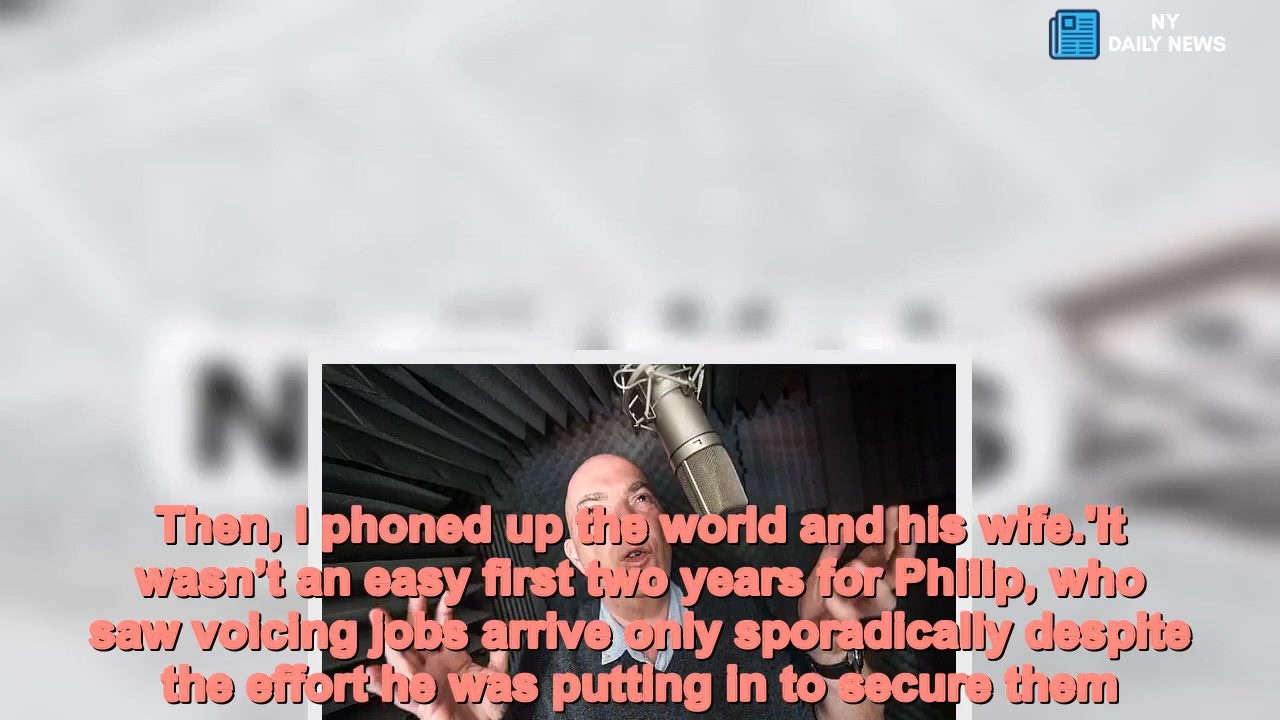 NY
DAILY NEWS
Then, I phoned up the world and his wife.'It
wasn’t an easy first two years for Philip, who
saw voicing jobs arrive only sporadically despite
the effort he was putting in to secure them